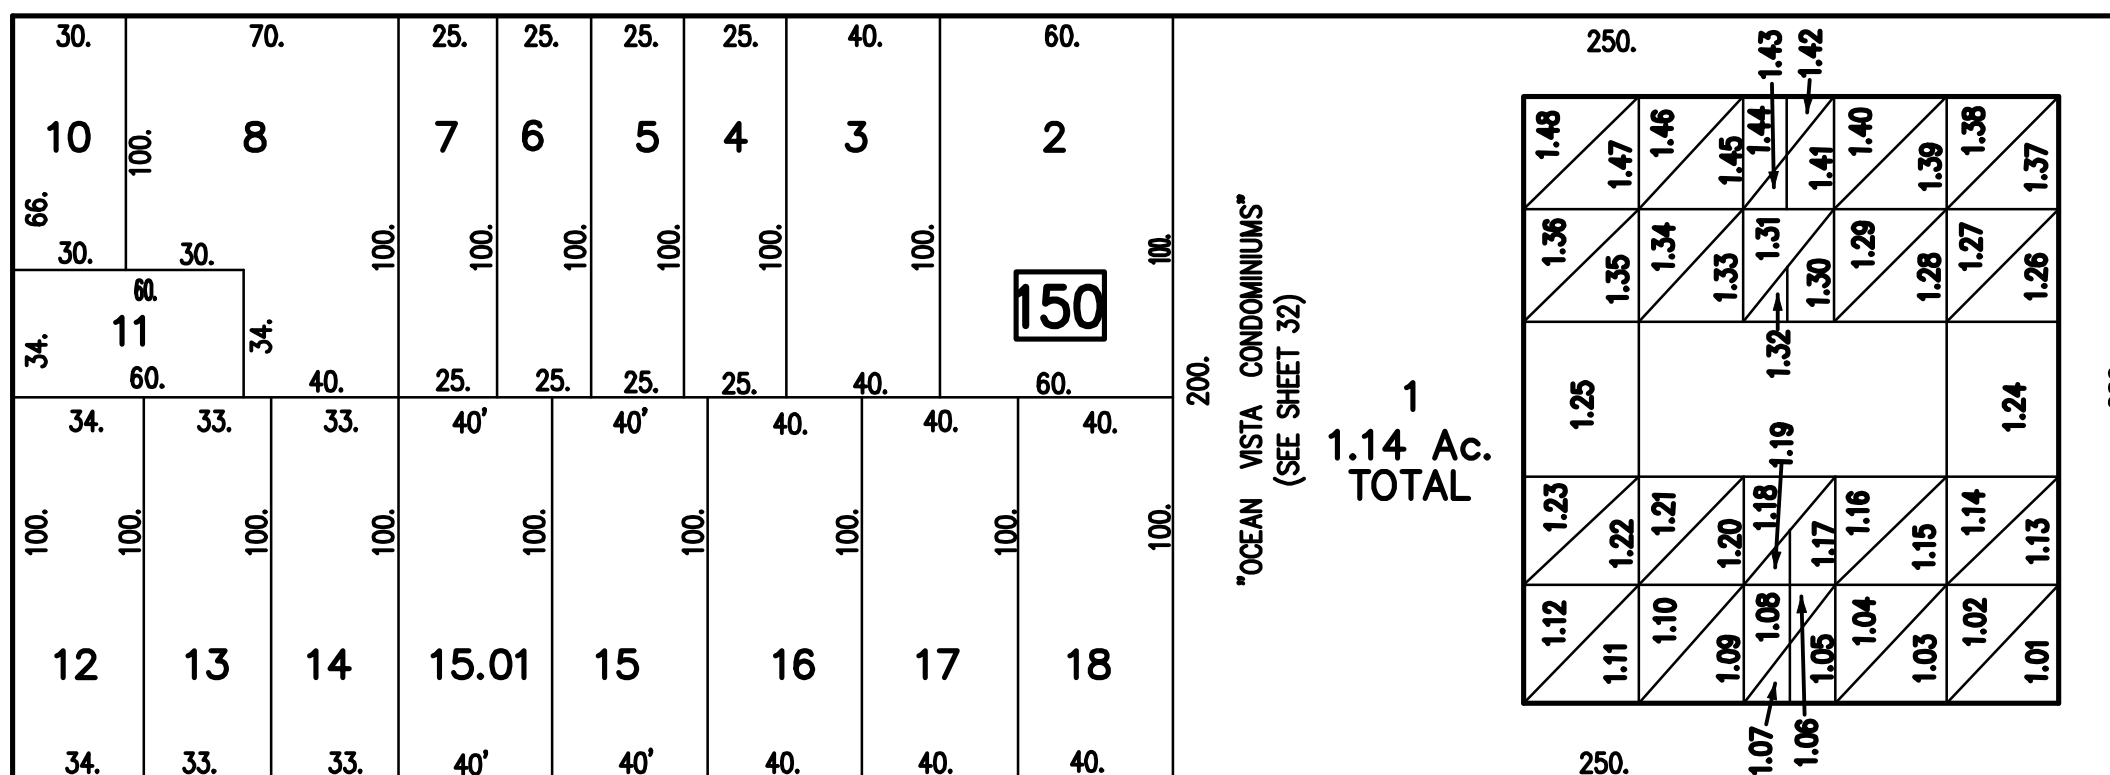 30. 70. 25. 25. 25. 25. 40. 60.
10 8 7 6 5 4 3 2
100.
66.
100. 100. 100. 100. 100. 100. 100.
30. 30.
60.
11
34. 34.
150
60. 40. 25. 25. 25. 25. 40. 60.
34. 33. 33. 40' 40' 40. 40. 40.
100. 100. 100. 100. 100. 100. 100. 100. 100.
12 13 14 15.01 15 16 17 18
34. 33. 33. 40' 40' 40. 40. 40.
200.
"OCEAN VISTA CONDOMINIUMS"
(SEE SHEET 32)
1
1.14 Ac.
TOTAL
250.
1.43 1.42
1.48 1.47 1.46 1.45 1.44 1.41 1.40 1.39 1.38 1.37
1.36 1.35 1.34 1.33 1.31 1.30 1.29 1.28 1.27 1.26
1.32
1.25 1.24
1.19
1.23 1.22 1.21 1.20 1.18 1.17 1.16 1.15 1.14 1.13
1.12 1.11 1.10 1.09 1.08 1.05 1.04 1.03 1.02 1.01
1.07 1.06
250.